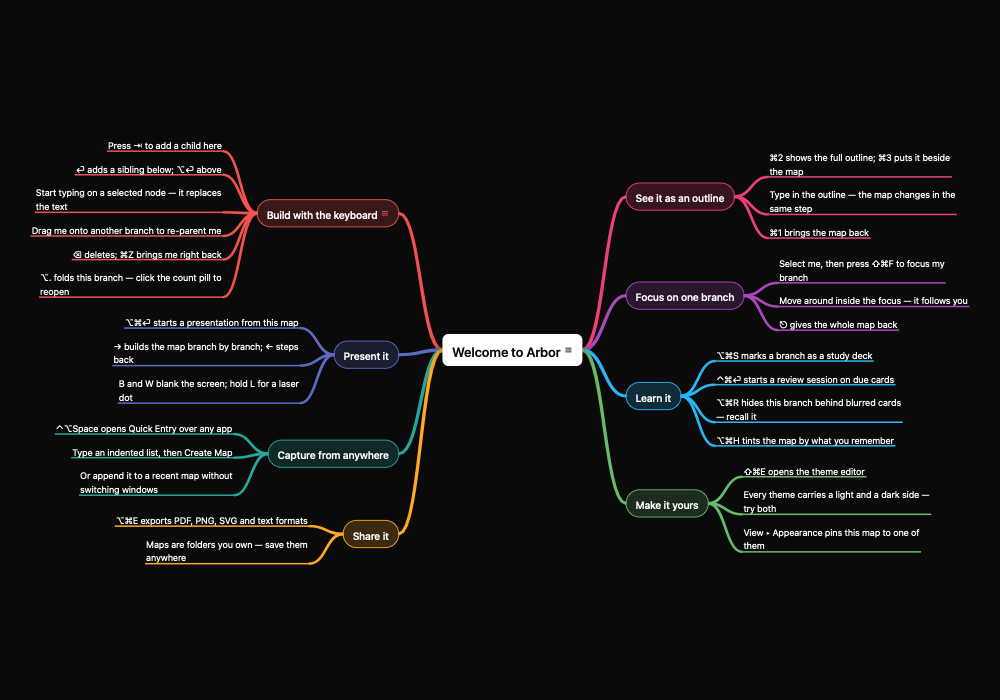 Welcome to Arbor
Build with the keyboard
Press ⇥ to add a child here
⏎ adds a sibling below; ⌥⏎ above
Start typing on a selected node — it replaces
the text
Drag me onto another branch to re-parent me
⌫ deletes; ⌘Z brings me right back
⌥. folds this branch — click the count pill to
reopen
Present it
⌥⌘⏎ starts a presentation from this map
→ builds the map branch by branch; ← steps
back
B and W blank the screen; hold L for a laser
dot
Capture from anywhere
⌃⌥Space opens Quick Entry over any app
Type an indented list, then Create Map
Or append it to a recent map without
switching windows
Share it
⌥⌘E exports PDF, PNG, SVG and text formats
Maps are folders you own — save them
anywhere
See it as an outline
⌘2 shows the full outline; ⌘3 puts it beside
the map
Type in the outline — the map changes in the
same step
⌘1 brings the map back
Focus on one branch
Select me, then press ⇧⌘F to focus my
branch
Move around inside the focus — it follows you
⎋ gives the whole map back
Learn it
⌥⌘S marks a branch as a study deck
⌃⌘⏎ starts a review session on due cards
⌥⌘R hides this branch behind blurred cards
— recall it
⌥⌘H tints the map by what you remember
Make it yours
⇧⌘E opens the theme editor
Every theme carries a light and a dark side —
try both
View ▸ Appearance pins this map to one of
them